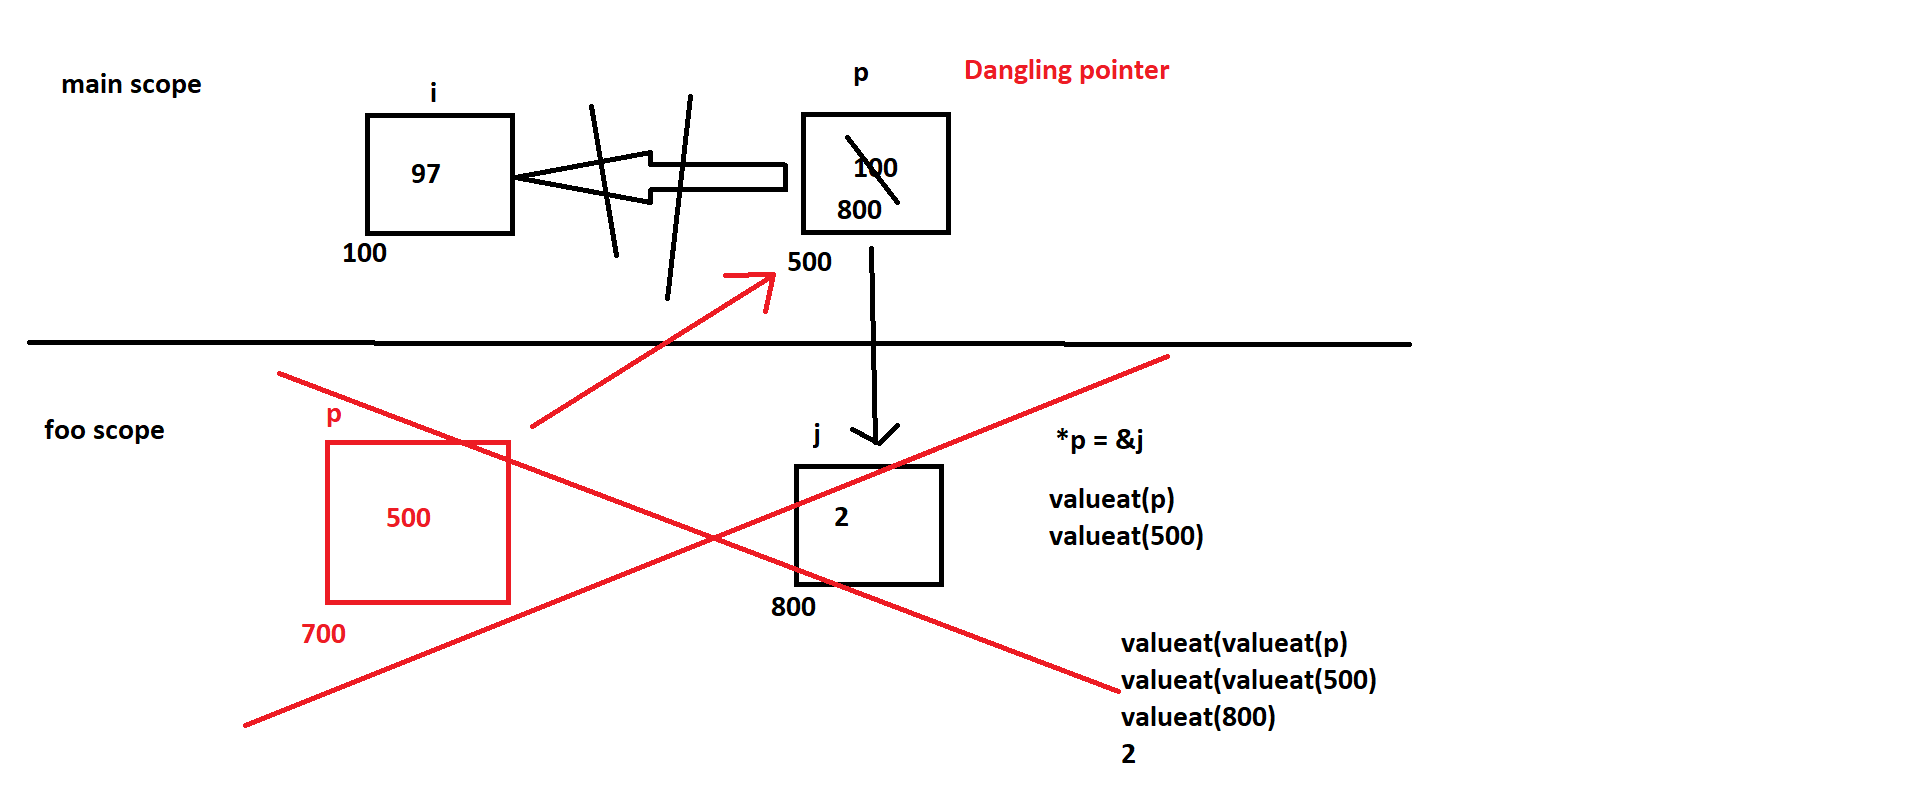 main scope
i
p
Dangling pointer
97
100
800
100
500
foo scope
p
j
*p = &j
500
2
valueat(p)
valueat(500)
700
800
valueat(valueat(p)
valueat(valueat(500)
valueat(800)
2